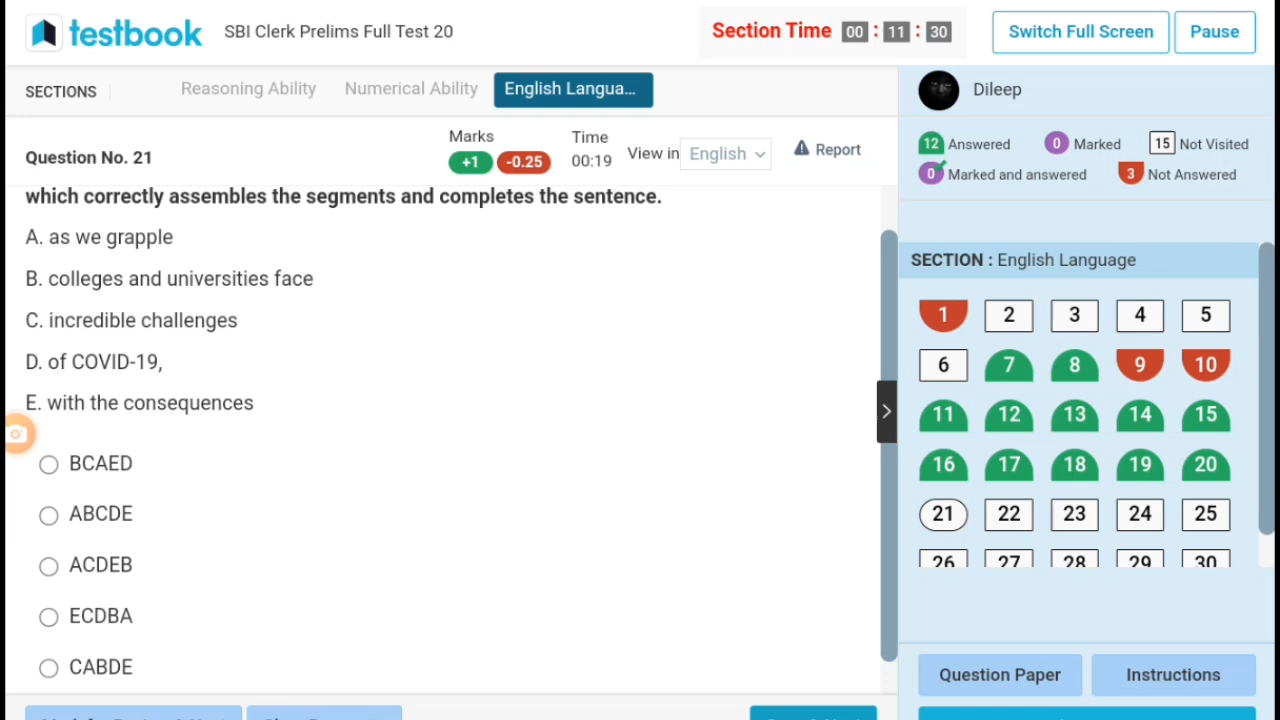 testbook SBI Clerk Prelims Full Test 20 Section Time 00 : 11 : 30 Switch Full Screen Pause
SECTIONS Reasoning Ability Numerical Ability English Langua... Dileep
Question No. 21 Marks +1 -0.25 Time 00:19 View in English Report
12 Answered 0 Marked 15 Not Visited
0 Marked and answered 3 Not Answered
which correctly assembles the segments and completes the sentence.
A. as we grapple
B. colleges and universities face
C. incredible challenges
D. of COVID-19,
E. with the consequences
BCAED
ABCDE
ACDEB
ECDBA
CABDE
SECTION : English Language
1 2 3 4 5
6 7 8 9 10
11 12 13 14 15
16 17 18 19 20
21 22 23 24 25
26 27 28 29 30
Question Paper Instructions